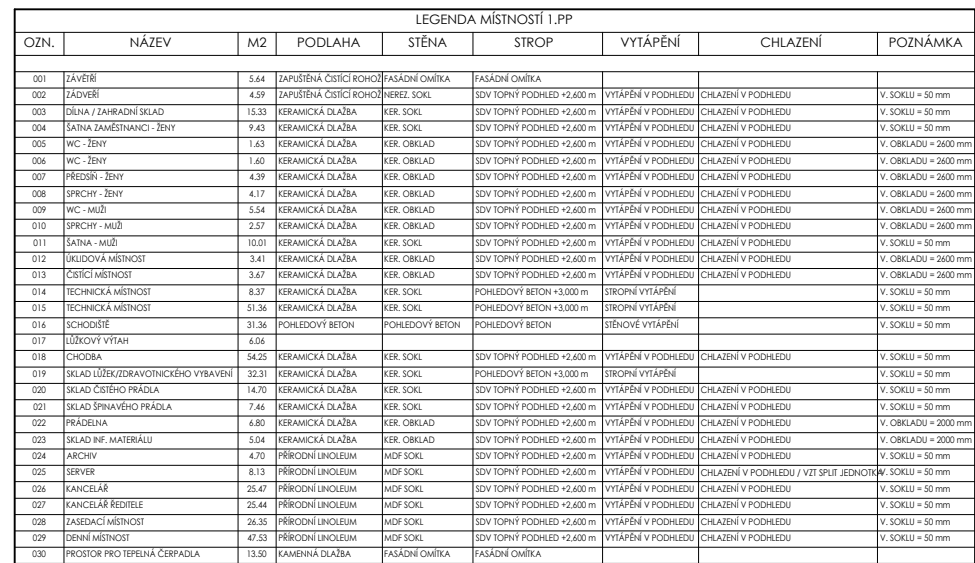 LEGENDA MÍSTNOSTÍ 1.PP
OZN. NÁZEV M2 PODLAHA STĚNA STROP VYTÁPĚNÍ CHLAZENÍ POZNÁMKA
001 ZÁVĚTŘÍ 5.64 ZAPUŠTĚNÁ ČISTÍCÍ ROHOŽ FASÁDNÍ OMÍTKA FASÁDNÍ OMÍTKA
002 ZÁDVEŘÍ 4.59 ZAPUŠTĚNÁ ČISTÍCÍ ROHOŽ NEREZ. SOKL SDV TOPNÝ PODHLED +2,600 m VYTÁPĚNÍ V PODHLEDU CHLAZENÍ V PODHLEDU V. SOKLU = 50 mm
003 DÍLNA / ZAHRADNÍ SKLAD 15.33 KERAMICKÁ DLAŽBA KER. SOKL SDV TOPNÝ PODHLED +2,600 m VYTÁPĚNÍ V PODHLEDU CHLAZENÍ V PODHLEDU V. SOKLU = 50 mm
004 ŠATNA ZAMĚSTNANCI - ŽENY 9.43 KERAMICKÁ DLAŽBA KER. SOKL SDV TOPNÝ PODHLED +2,600 m VYTÁPĚNÍ V PODHLEDU CHLAZENÍ V PODHLEDU V. SOKLU = 50 mm
005 WC - ŽENY 1.63 KERAMICKÁ DLAŽBA KER. OBKLAD SDV TOPNÝ PODHLED +2,600 m VYTÁPĚNÍ V PODHLEDU CHLAZENÍ V PODHLEDU V. OBKLADU = 2600 mm
006 WC - ŽENY 1.60 KERAMICKÁ DLAŽBA KER. OBKLAD SDV TOPNÝ PODHLED +2,600 m VYTÁPĚNÍ V PODHLEDU CHLAZENÍ V PODHLEDU V. OBKLADU = 2600 mm
007 PŘEDSÍŇ - ŽENY 4.39 KERAMICKÁ DLAŽBA KER. OBKLAD SDV TOPNÝ PODHLED +2,600 m VYTÁPĚNÍ V PODHLEDU CHLAZENÍ V PODHLEDU V. OBKLADU = 2600 mm
008 SPRCHY - ŽENY 4.17 KERAMICKÁ DLAŽBA KER. OBKLAD SDV TOPNÝ PODHLED +2,600 m VYTÁPĚNÍ V PODHLEDU CHLAZENÍ V PODHLEDU V. OBKLADU = 2600 mm
009 WC - MUŽI 5.54 KERAMICKÁ DLAŽBA KER. OBKLAD SDV TOPNÝ PODHLED +2,600 m VYTÁPĚNÍ V PODHLEDU CHLAZENÍ V PODHLEDU V. OBKLADU = 2600 mm
010 SPRCHY - MUŽI 2.57 KERAMICKÁ DLAŽBA KER. OBKLAD SDV TOPNÝ PODHLED +2,600 m VYTÁPĚNÍ V PODHLEDU CHLAZENÍ V PODHLEDU V. OBKLADU = 2600 mm
011 ŠATNA - MUŽI 10.01 KERAMICKÁ DLAŽBA KER. SOKL SDV TOPNÝ PODHLED +2,600 m VYTÁPĚNÍ V PODHLEDU CHLAZENÍ V PODHLEDU V. SOKLU = 50 mm
012 ÚKLIDOVÁ MÍSTNOST 3.41 KERAMICKÁ DLAŽBA KER. OBKLAD SDV TOPNÝ PODHLED +2,600 m VYTÁPĚNÍ V PODHLEDU CHLAZENÍ V PODHLEDU V. OBKLADU = 2600 mm
013 ČISTÍCÍ MÍSTNOST 3.67 KERAMICKÁ DLAŽBA KER. OBKLAD SDV TOPNÝ PODHLED +2,600 m VYTÁPĚNÍ V PODHLEDU CHLAZENÍ V PODHLEDU V. OBKLADU = 2600 mm
014 TECHNICKÁ MÍSTNOST 8.37 KERAMICKÁ DLAŽBA KER. SOKL POHLEDOVÝ BETON +3,000 m STROPNÍ VYTÁPĚNÍ V. SOKLU = 50 mm
015 TECHNICKÁ MÍSTNOST 51.36 KERAMICKÁ DLAŽBA KER. SOKL POHLEDOVÝ BETON +3,000 m STROPNÍ VYTÁPĚNÍ V. SOKLU = 50 mm
016 SCHODIŠTĚ 31.36 POHLEDOVÝ BETON POHLEDOVÝ BETON POHLEDOVÝ BETON STĚNOVÉ VYTÁPĚNÍ V. SOKLU = 50 mm
017 LŮŽKOVÝ VÝTAH 6.06
018 CHODBA 54.25 KERAMICKÁ DLAŽBA KER. SOKL SDV TOPNÝ PODHLED +2,600 m VYTÁPĚNÍ V PODHLEDU CHLAZENÍ V PODHLEDU V. SOKLU = 50 mm
019 SKLAD LŮŽEK/ZDRAVOTNICKÉHO VYBAVENÍ 32.31 KERAMICKÁ DLAŽBA KER. SOKL POHLEDOVÝ BETON +3,000 m STROPNÍ VYTÁPĚNÍ V. SOKLU = 50 mm
020 SKLAD ČISTÉHO PRÁDLA 14.70 KERAMICKÁ DLAŽBA KER. SOKL SDV TOPNÝ PODHLED +2,600 m VYTÁPĚNÍ V PODHLEDU CHLAZENÍ V PODHLEDU V. SOKLU = 50 mm
021 SKLAD ŠPINAVÉHO PRÁDLA 7.46 KERAMICKÁ DLAŽBA KER. SOKL SDV TOPNÝ PODHLED +2,600 m VYTÁPĚNÍ V PODHLEDU CHLAZENÍ V PODHLEDU V. SOKLU = 50 mm
022 PRÁDELNA 6.80 KERAMICKÁ DLAŽBA KER. OBKLAD SDV TOPNÝ PODHLED +2,600 m VYTÁPĚNÍ V PODHLEDU CHLAZENÍ V PODHLEDU V. OBKLADU = 2000 mm
023 SKLAD INF. MATERIÁLU 5.04 KERAMICKÁ DLAŽBA KER. OBKLAD SDV TOPNÝ PODHLED +2,600 m VYTÁPĚNÍ V PODHLEDU CHLAZENÍ V PODHLEDU V. OBKLADU = 2000 mm
024 ARCHIV 4.70 PŘÍRODNÍ LINOLEUM MDF SOKL SDV TOPNÝ PODHLED +2,600 m VYTÁPĚNÍ V PODHLEDU CHLAZENÍ V PODHLEDU V. SOKLU = 50 mm
025 SERVER 8.13 PŘÍRODNÍ LINOLEUM MDF SOKL SDV TOPNÝ PODHLED +2,600 m VYTÁPĚNÍ V PODHLEDU CHLAZENÍ V PODHLEDU / VZT SPLIT JEDNOTKA V. SOKLU = 50 mm
026 KANCELÁŘ 25.47 PŘÍRODNÍ LINOLEUM MDF SOKL SDV TOPNÝ PODHLED +2,600 m VYTÁPĚNÍ V PODHLEDU CHLAZENÍ V PODHLEDU V. SOKLU = 50 mm
027 KANCELÁŘ ŘEDITELE 25.44 PŘÍRODNÍ LINOLEUM MDF SOKL SDV TOPNÝ PODHLED +2,600 m VYTÁPĚNÍ V PODHLEDU CHLAZENÍ V PODHLEDU V. SOKLU = 50 mm
028 ZASEDACÍ MÍSTNOST 26.35 PŘÍRODNÍ LINOLEUM MDF SOKL SDV TOPNÝ PODHLED +2,600 m VYTÁPĚNÍ V PODHLEDU CHLAZENÍ V PODHLEDU V. SOKLU = 50 mm
029 DENNÍ MÍSTNOST 47.53 PŘÍRODNÍ LINOLEUM MDF SOKL SDV TOPNÝ PODHLED +2,600 m VYTÁPĚNÍ V PODHLEDU CHLAZENÍ V PODHLEDU V. SOKLU = 50 mm
030 PROSTOR PRO TEPELNÁ ČERPADLA 13.50 KAMENNÁ DLAŽBA FASÁDNÍ OMÍTKA FASÁDNÍ OMÍTKA